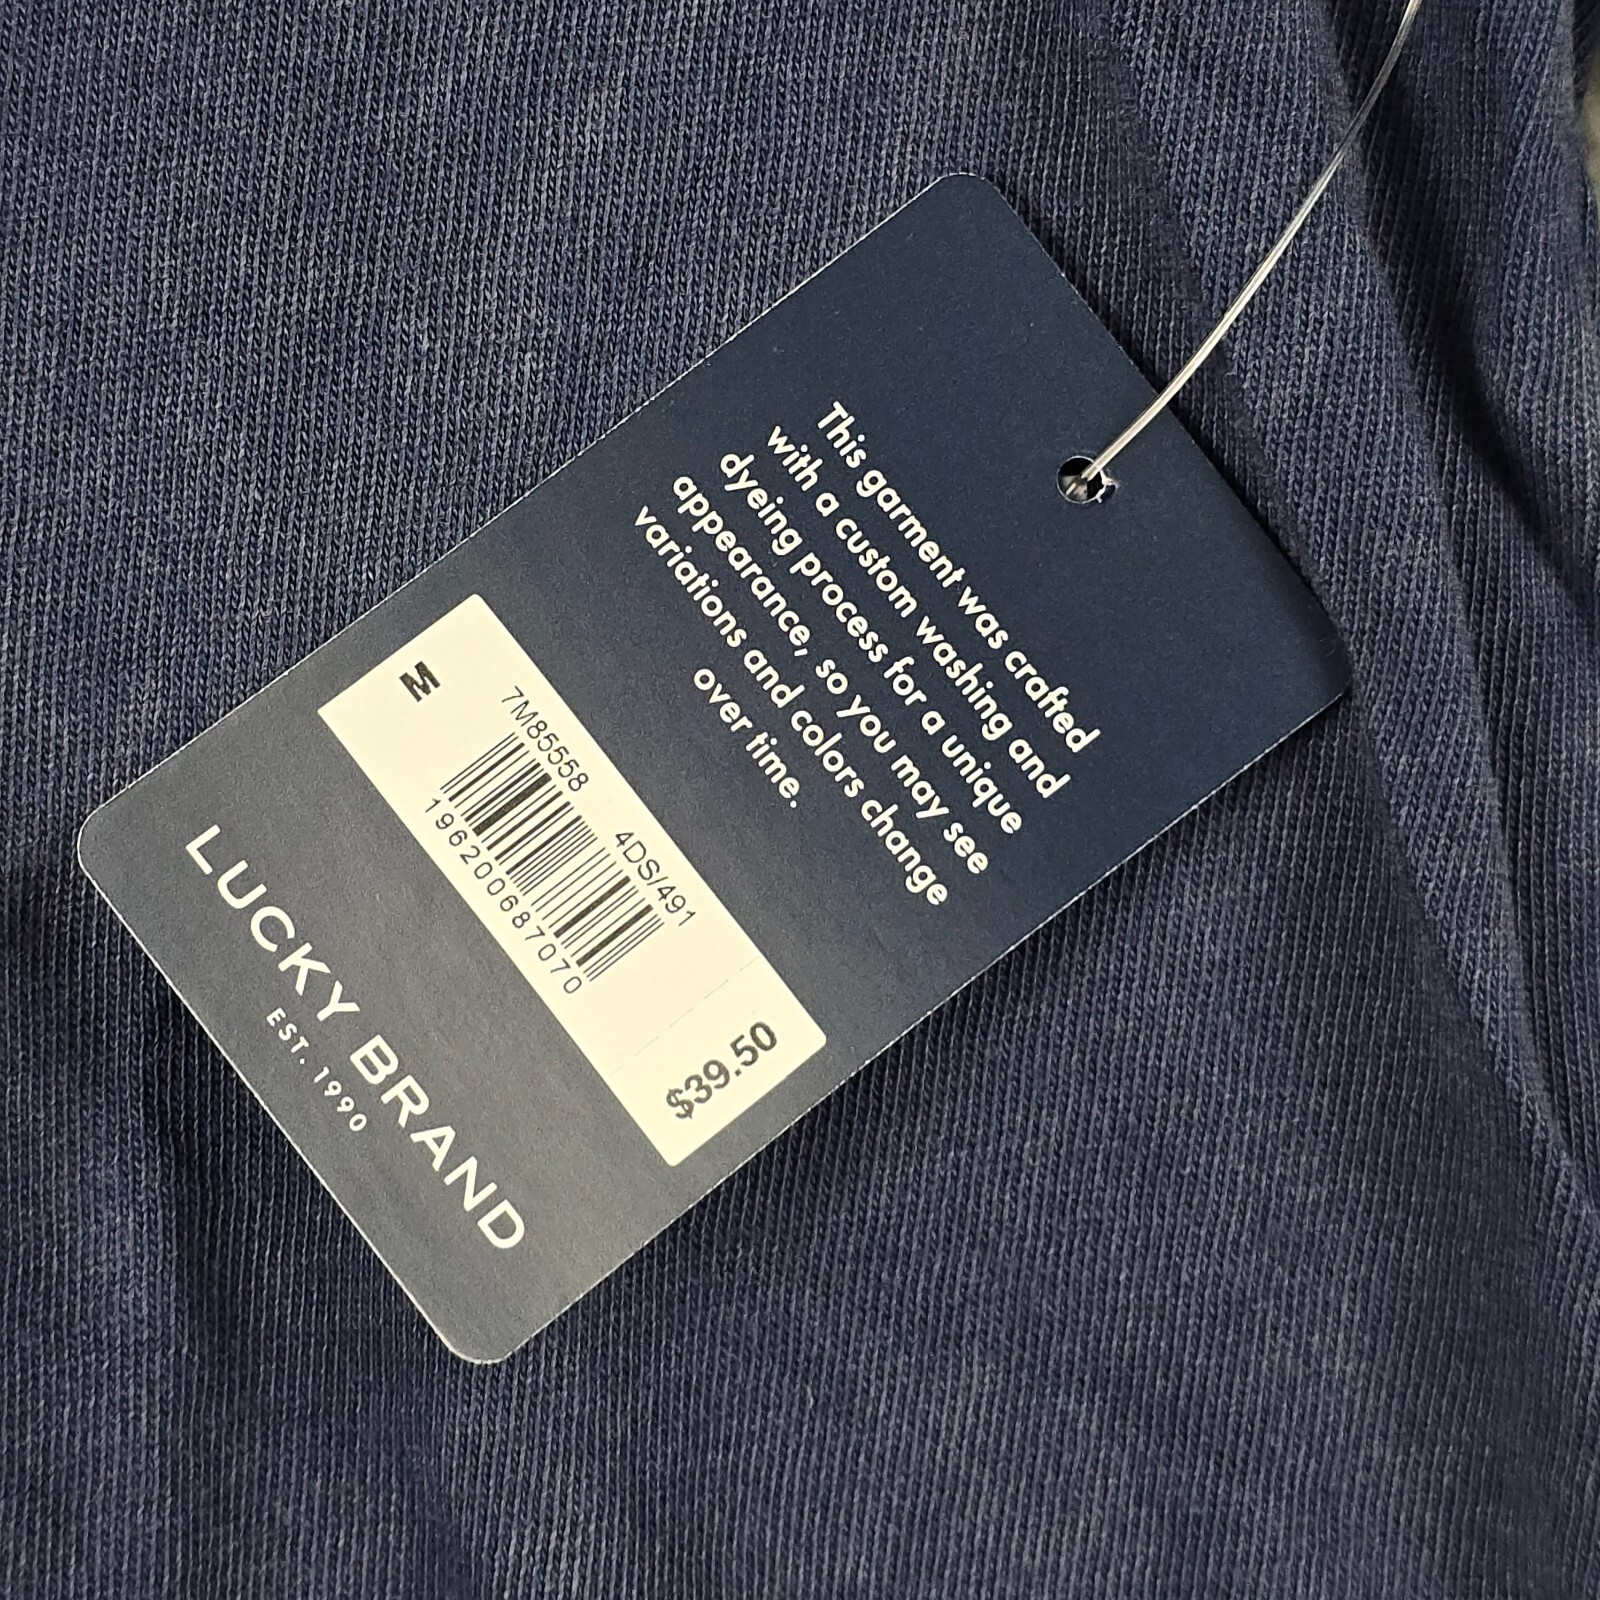 This garment was crafted
with a custom washing and
dyeing process for a unique
appearance, so you may see
variations and colors change
over time.
M
7M85558 4DS/491
196200687070
$39.50
LUCKY BRAND
EST. 1990